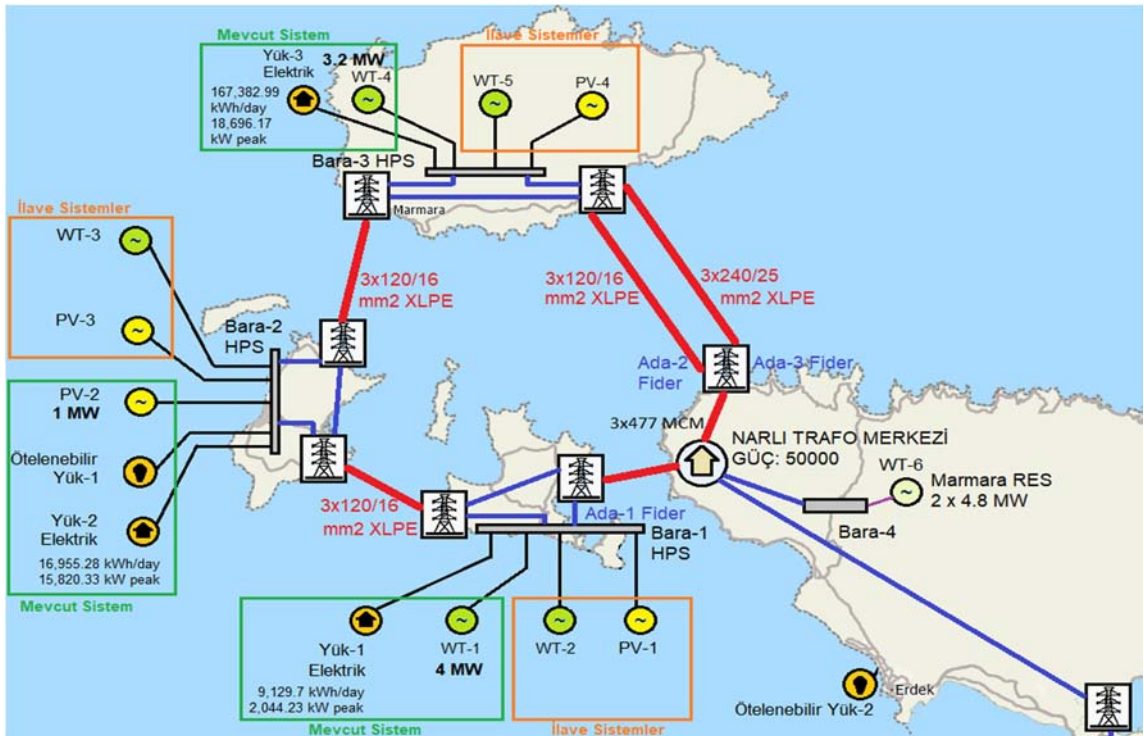 Mevcut Sistem
Yük-3
Elektrik
3.2 MW
WT-4
167,382.99
kWh/day
18,696.17
kW peak
İlave Sistemler
WT-5
PV-4
Bara-3 HPS
Marmara
İlave Sistemler
WT-3
PV-3
3x120/16
mm2 XLPE
3x120/16
mm2 XLPE
3x240/25
mm2 XLPE
Bara-2
HPS
Ada-2
Fider
Ada-3 Fider
Mevcut Sistem
PV-2
1 MW
Ötelenebilir
Yük-1
Yük-2
Elektrik
16,955.28 kWh/day
15,820.33 kW peak
3x477 MCM
NARLI TRAFO MERKEZİ
GÜÇ: 50000
WT-6
Marmara RES
2 x 4.8 MW
Bara-4
3x120/16
mm2 XLPE
Ada-1 Fider
Bara-1
HPS
Yük-1
Elektrik
9,129.7 kWh/day
2,044.23 kW peak
WT-1
4 MW
Mevcut Sistem
WT-2
PV-1
İlave Sistemler
Erdek
Ötelenebilir Yük-2